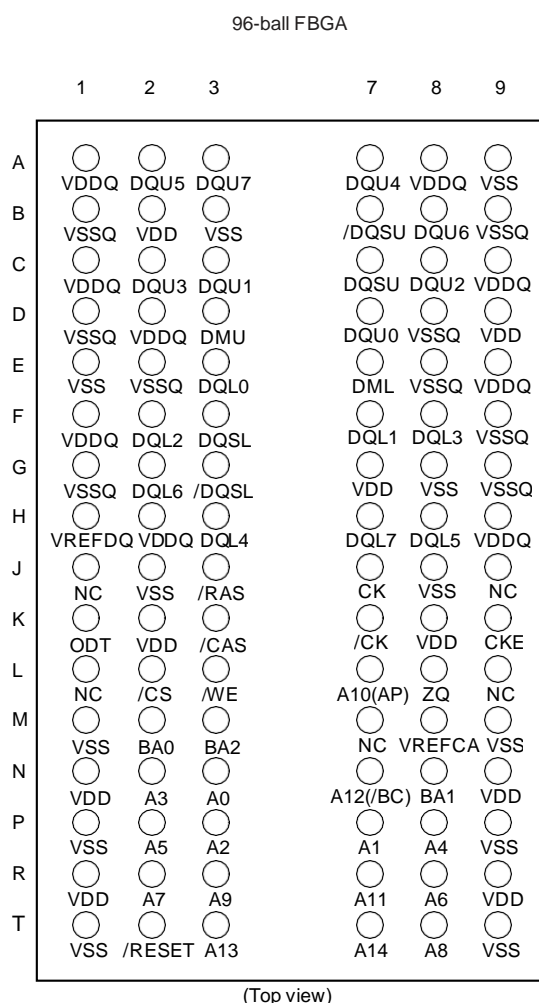 96-ball FBGA
1 2 3 7 8 9
A
VDDQ DQU5 DQU7 DQU4 VDDQ VSS
B
VSSQ VDD VSS /DQSU DQU6 VSSQ
C
VDDQ DQU3 DQU1 DQSU DQU2 VDDQ
D
VSSQ VDDQ DMU DQU0 VSSQ VDD
E
VSS VSSQ DQL0 DML VSSQ VDDQ
F
VDDQ DQL2 DQSL DQL1 DQL3 VSSQ
G
VSSQ DQL6 /DQSL VDD VSS VSSQ
H
VREFDQ VDDQ DQL4 DQL7 DQL5 VDDQ
J
NC VSS /RAS CK VSS NC
K
ODT VDD /CAS /CK VDD CKE
L
NC /CS /WE A10(AP) ZQ NC
M
VSS BA0 BA2 NC VREFCA VSS
N
VDD A3 A0 A12(/BC) BA1 VDD
P
VSS A5 A2 A1 A4 VSS
R
VDD A7 A9 A11 A6 VDD
T
VSS /RESET A13 A14 A8 VSS
(Top view)